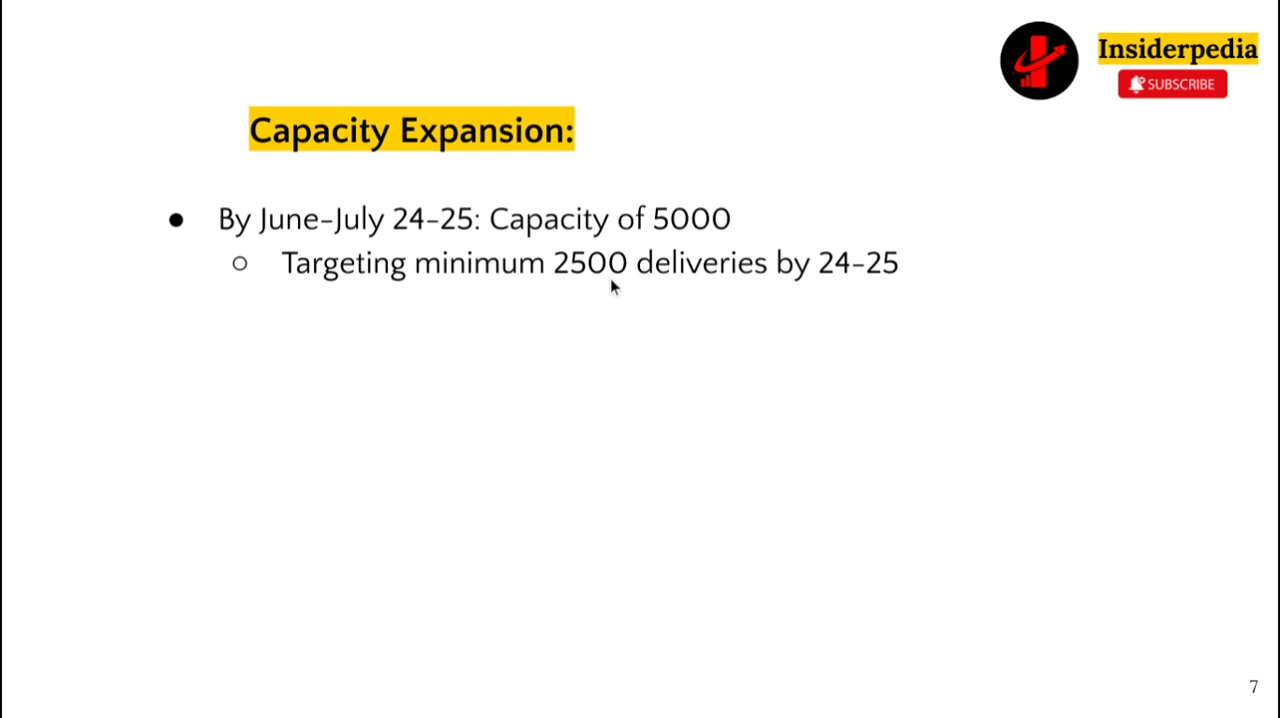 Insiderpedia
SUBSCRIBE
Capacity Expansion:
● By June-July 24-25: Capacity of 5000
○ Targeting minimum 2500 deliveries by 24-25
7